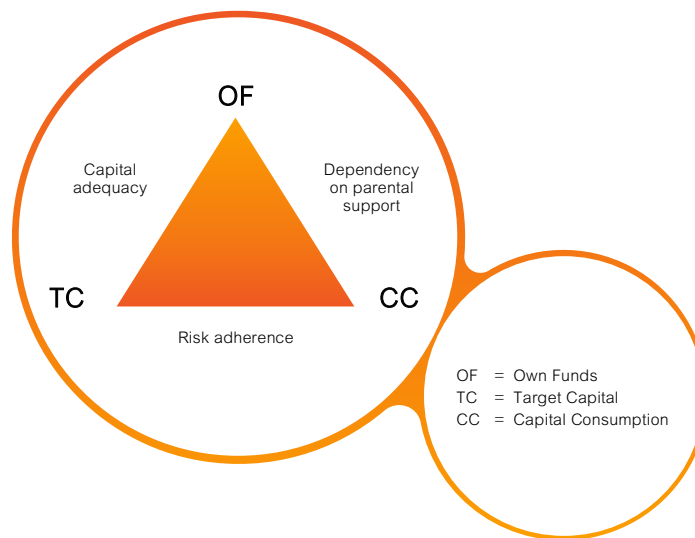 OF
Capital
adequacy
Dependency
on parental
support
TC
CC
Risk adherence
OF = Own Funds
TC = Target Capital
CC = Capital Consumption